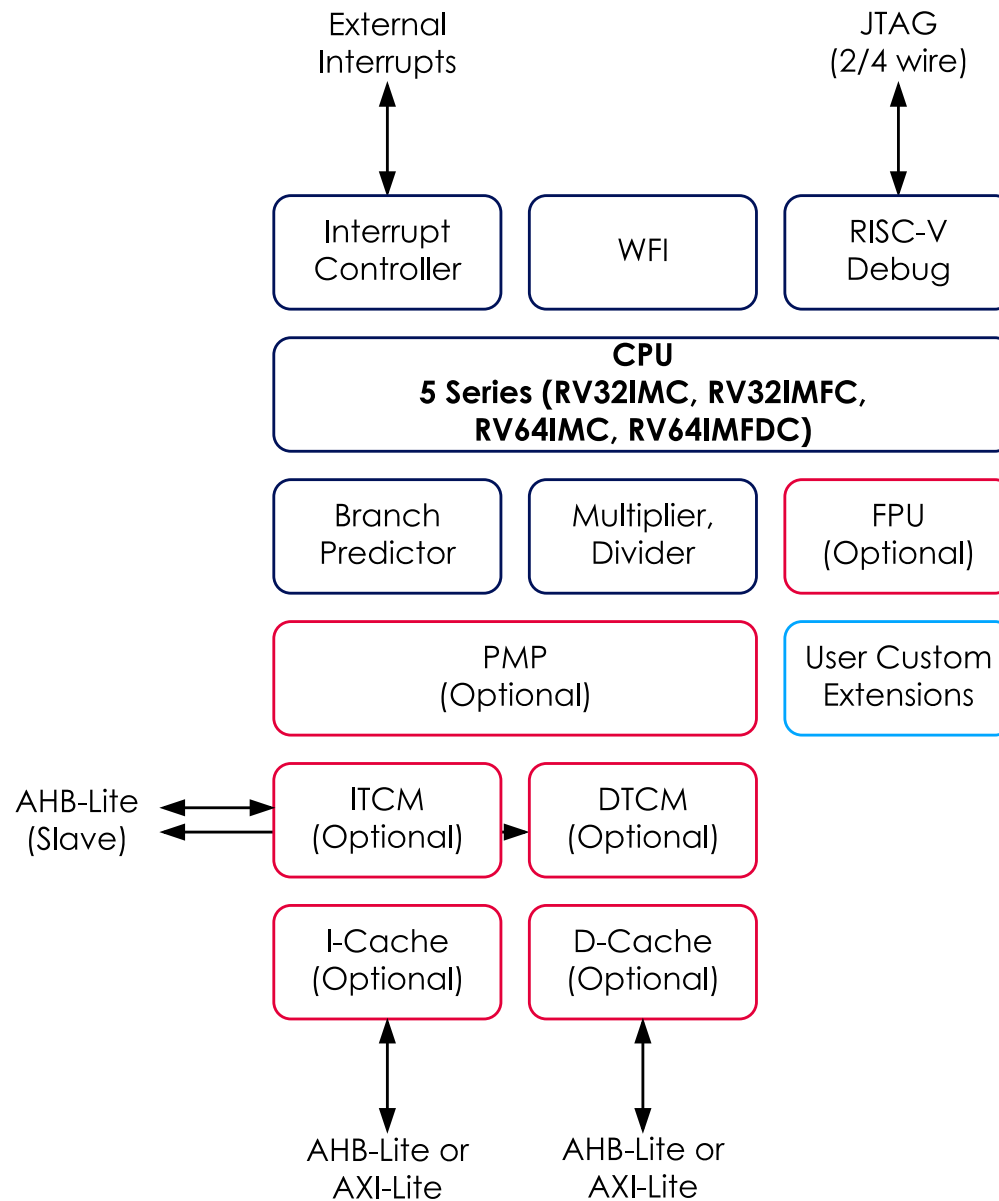 External
Interrupts
JTAG
(2/4 wire)
Interrupt
Controller
WFI
RISC-V
Debug
CPU
5 Series (RV32IMC, RV32IMFC,
RV64IMC, RV64IMFDC)
Branch
Predictor
Multiplier,
Divider
FPU
(Optional)
PMP
(Optional)
User Custom
Extensions
AHB-Lite
(Slave)
ITCM
(Optional)
DTCM
(Optional)
I-Cache
(Optional)
D-Cache
(Optional)
AHB-Lite or
AXI-Lite
AHB-Lite or
AXI-Lite